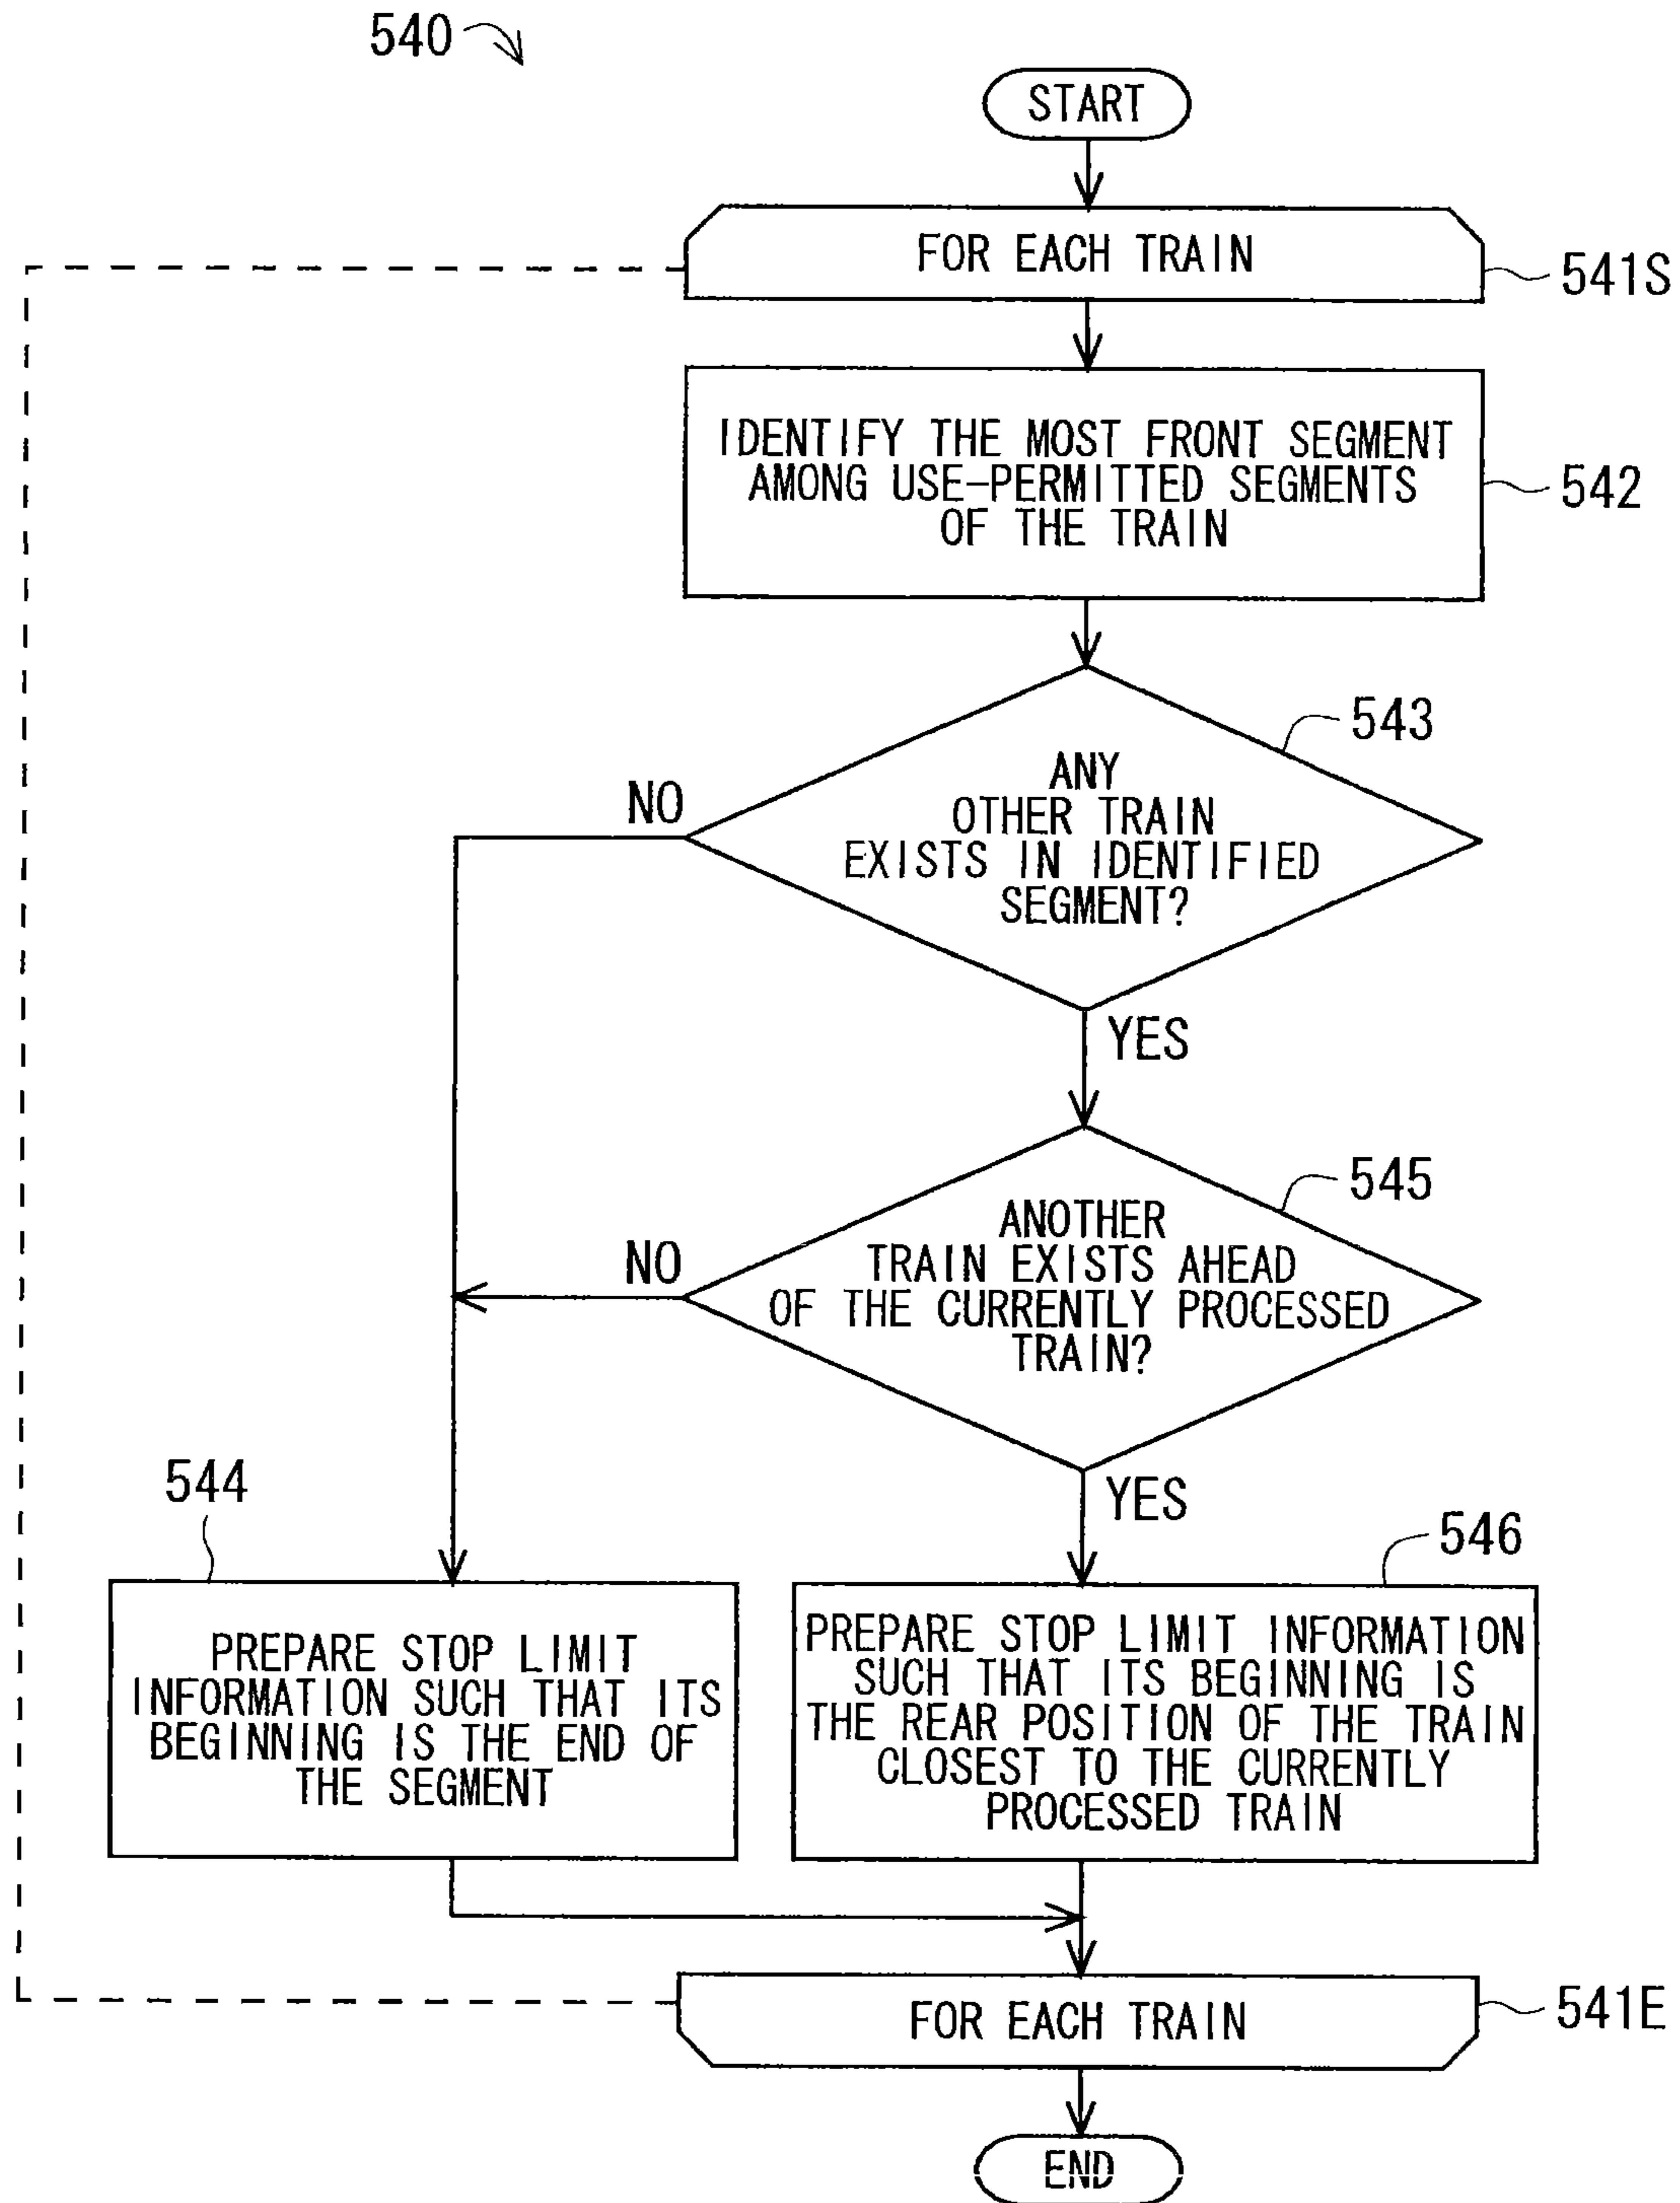 540
START
FOR EACH TRAIN
541S
IDENTIFY THE MOST FRONT SEGMENT
AMONG USE-PERMITTED SEGMENTS
OF THE TRAIN
542
543
ANY
OTHER TRAIN
EXISTS IN IDENTIFIED
SEGMENT?
NO
YES
545
ANOTHER
TRAIN EXISTS AHEAD
OF THE CURRENTLY PROCESSED
TRAIN?
NO
YES
544
PREPARE STOP LIMIT
INFORMATION SUCH THAT ITS
BEGINNING IS THE END OF
THE SEGMENT
546
PREPARE STOP LIMIT INFORMATION
SUCH THAT ITS BEGINNING IS
THE REAR POSITION OF THE TRAIN
CLOSEST TO THE CURRENTLY
PROCESSED TRAIN
FOR EACH TRAIN
541E
END